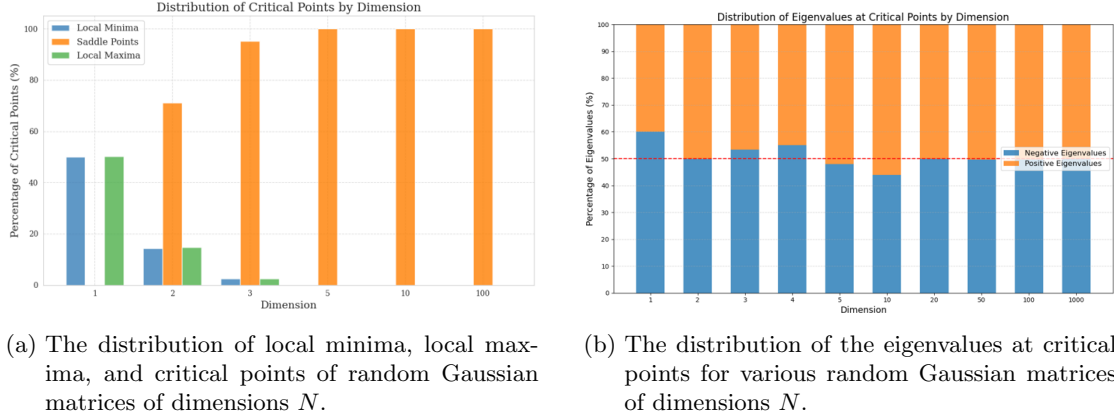 Distribution of Critical Points by Dimension
Local Minima
Saddle Points
Local Maxima
100
80
60
40
20
0
Percentage of Critical Points (%)
1 2 3 5 10 100
Dimension
(a) The distribution of local minima, local max-
ima, and critical points of random Gaussian
matrices of dimensions N.
Distribution of Eigenvalues at Critical Points by Dimension
100
90
80
70
60
50
40
30
20
10
0
Percentage of Eigenvalues (%)
Negative Eigenvalues
Positive Eigenvalues
1 2 3 4 5 10 20 50 100 1000
Dimension
(b) The distribution of the eigenvalues at critical
points for various random Gaussian matrices
of dimensions N.